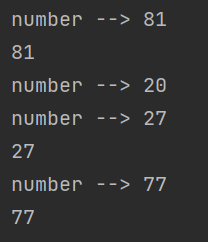 number --> 81
81
number --> 20
number --> 27
27
number --> 77
77